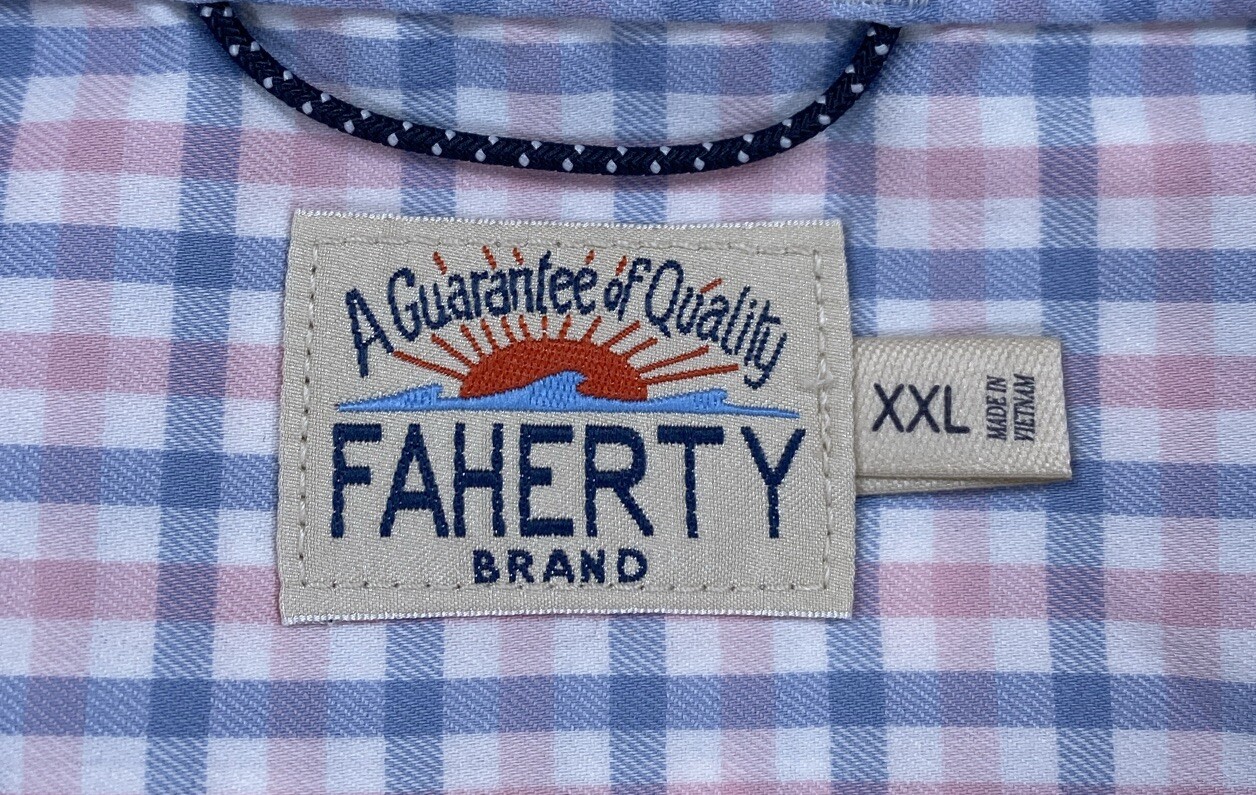 A Guarantee of Quality
FAHERTY
BRAND
XXL
MADE IN
VIETNAM